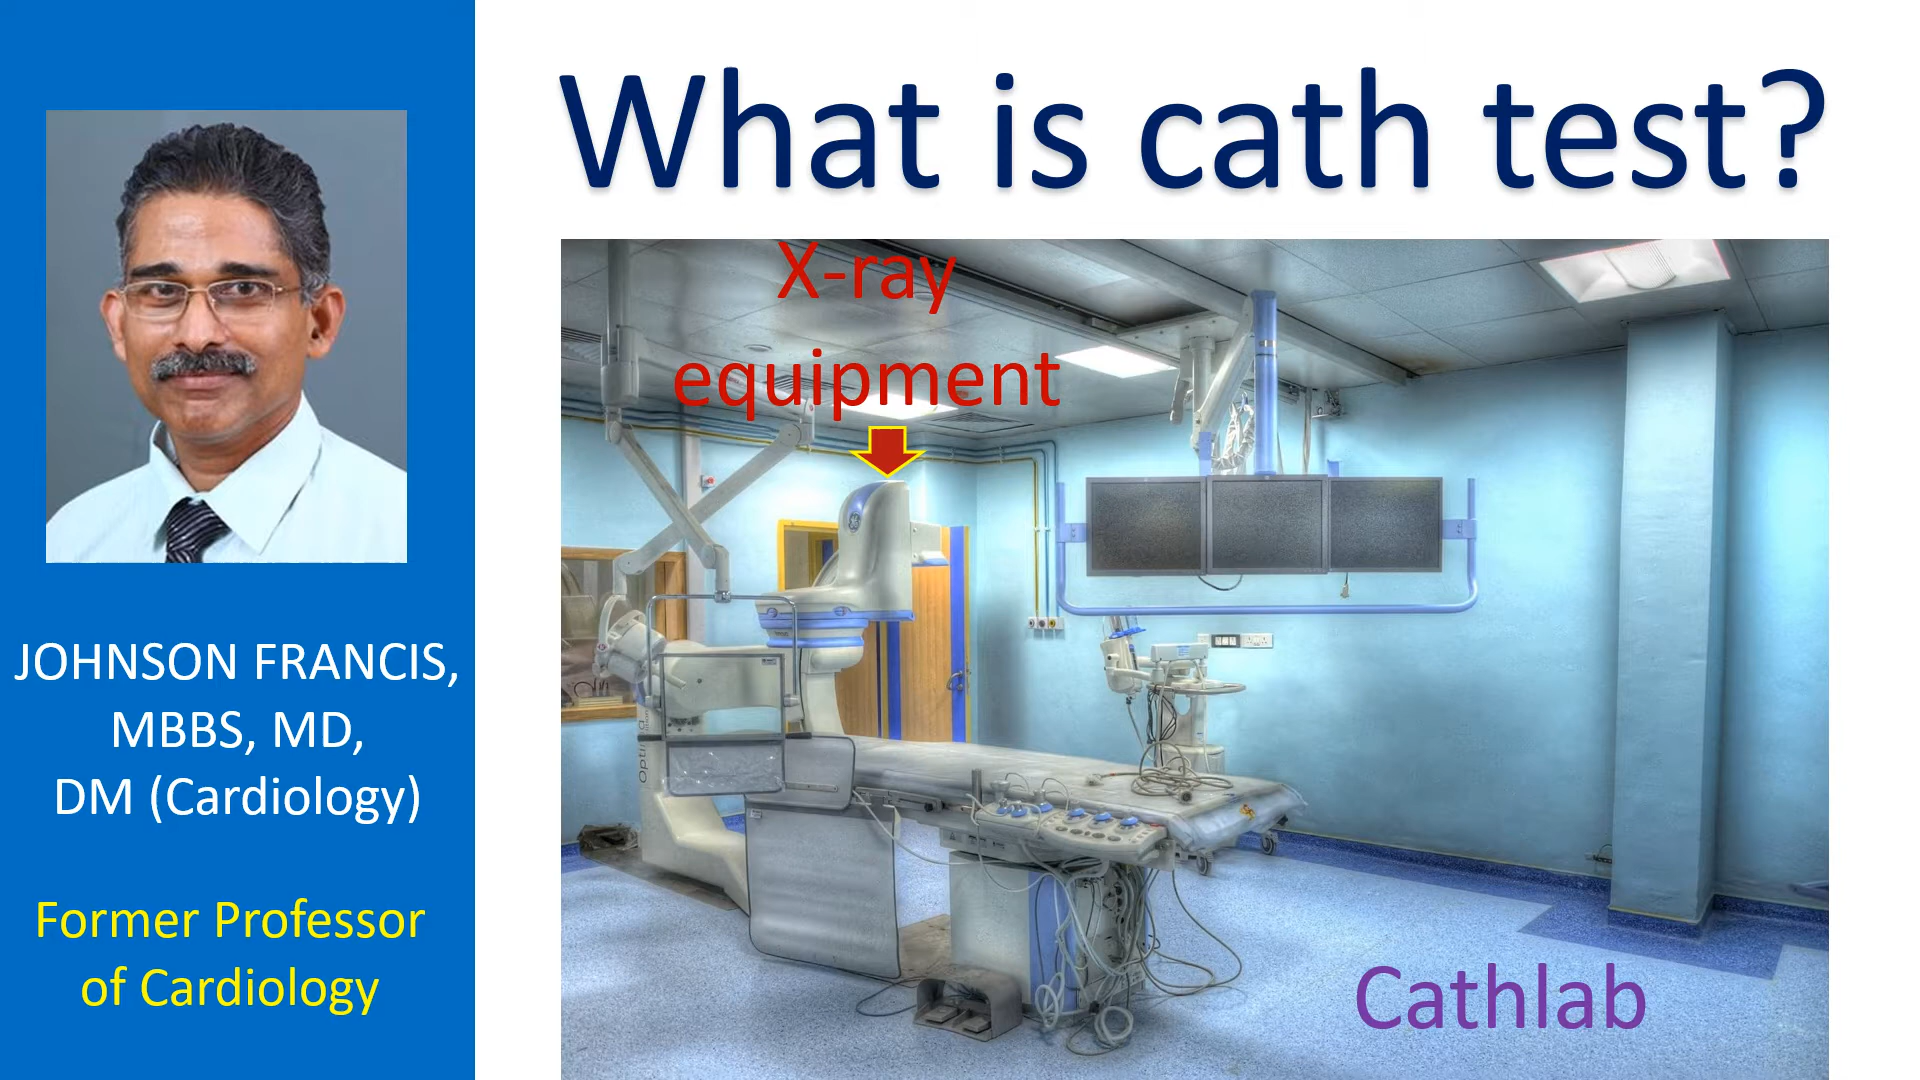 What is cath test?
JOHNSON FRANCIS,
MBBS, MD,
DM (Cardiology)
Former Professor
of Cardiology
X-ray
equipment
Cathlab